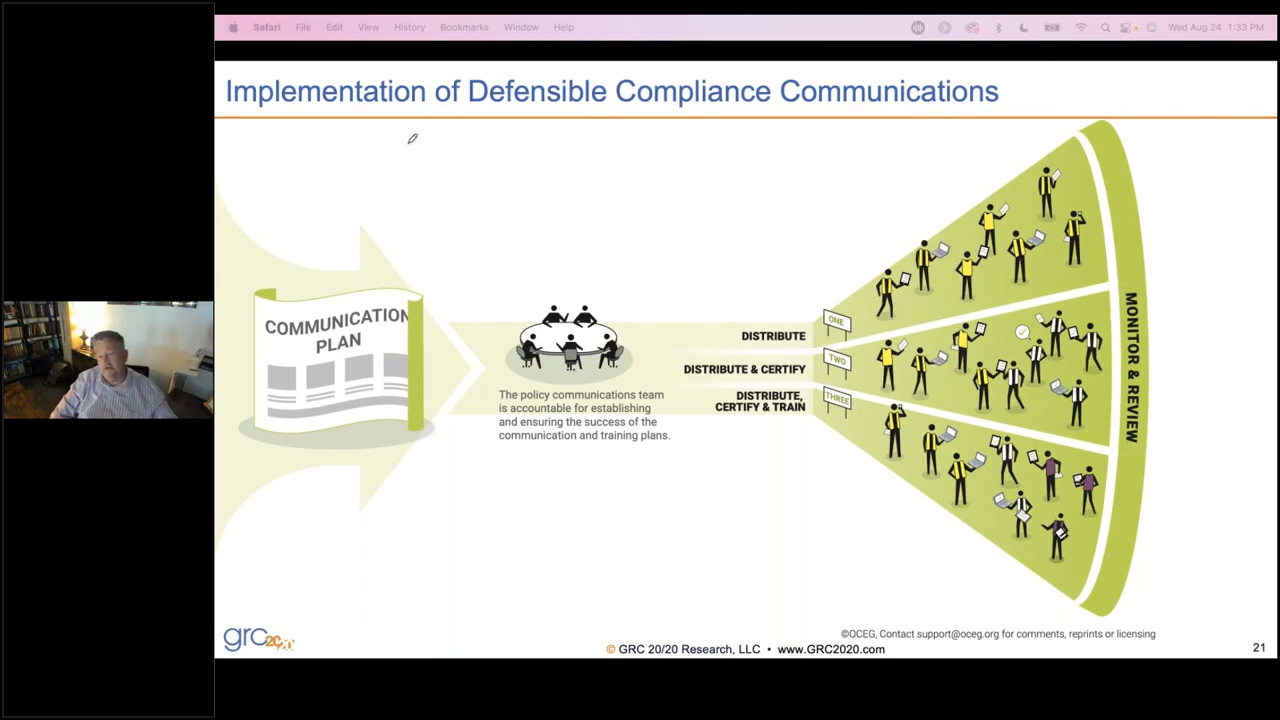 Safari File Edit View History Bookmarks Window Help Wed Aug 24 1:33 PM
Implementation of Defensible Compliance Communications
COMMUNICATION
PLAN
The policy communications team
is accountable for establishing
and ensuring the success of the
communication and training plans.
DISTRIBUTE
DISTRIBUTE & CERTIFY
DISTRIBUTE,
CERTIFY & TRAIN
ONE
TWO
THREE
MONITOR & REVIEW
©OCEG, Contact support@oceg.org for comments, reprints or licensing
grc2020
© GRC 20/20 Research, LLC • www.GRC2020.com
21